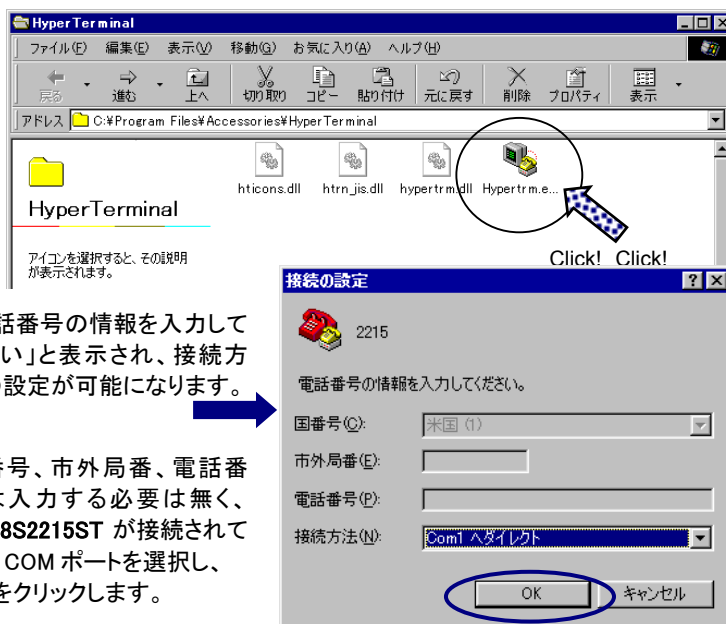 HyperTerminal
ファイル(F) 編集(E) 表示(V) 移動(G) お気に入り(A) ヘルプ(H)
戻る 進む 上へ 切り取り コピー 貼り付け 元に戻す 削除 プロパティ 表示
アドレス C:¥Program Files¥Accessories¥HyperTerminal
HyperTerminal
アイコンを選択すると、その説明
が表示されます。
hticons.dll htrn_jis.dll hypertrm.dll Hypertrm.e...
Click! Click!
話番号の情報を入力して
い」と表示され、接続方
の設定が可能になります。
番号、市外局番、電話番
は入力する必要は無く、
8S2215ST が接続されて
COM ポートを選択し、
をクリックします。
接続の設定
2215
電話番号の情報を入力してください。
国番号(C): 米国 (1)
市外局番(E):
電話番号(P):
接続方法(N): Com1 へダイレクト
OK キャンセル